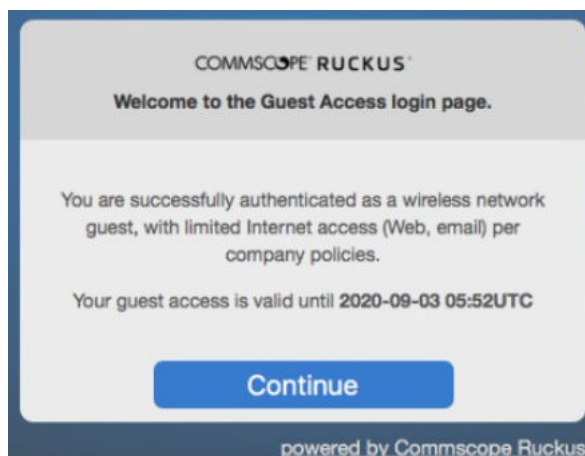 COMMSCOPE® RUCKUS®
Welcome to the Guest Access login page.
You are successfully authenticated as a wireless network
guest, with limited Internet access (Web, email) per
company policies.
Your guest access is valid until 2020-09-03 05:52UTC
Continue
powered by Commscope Ruckus